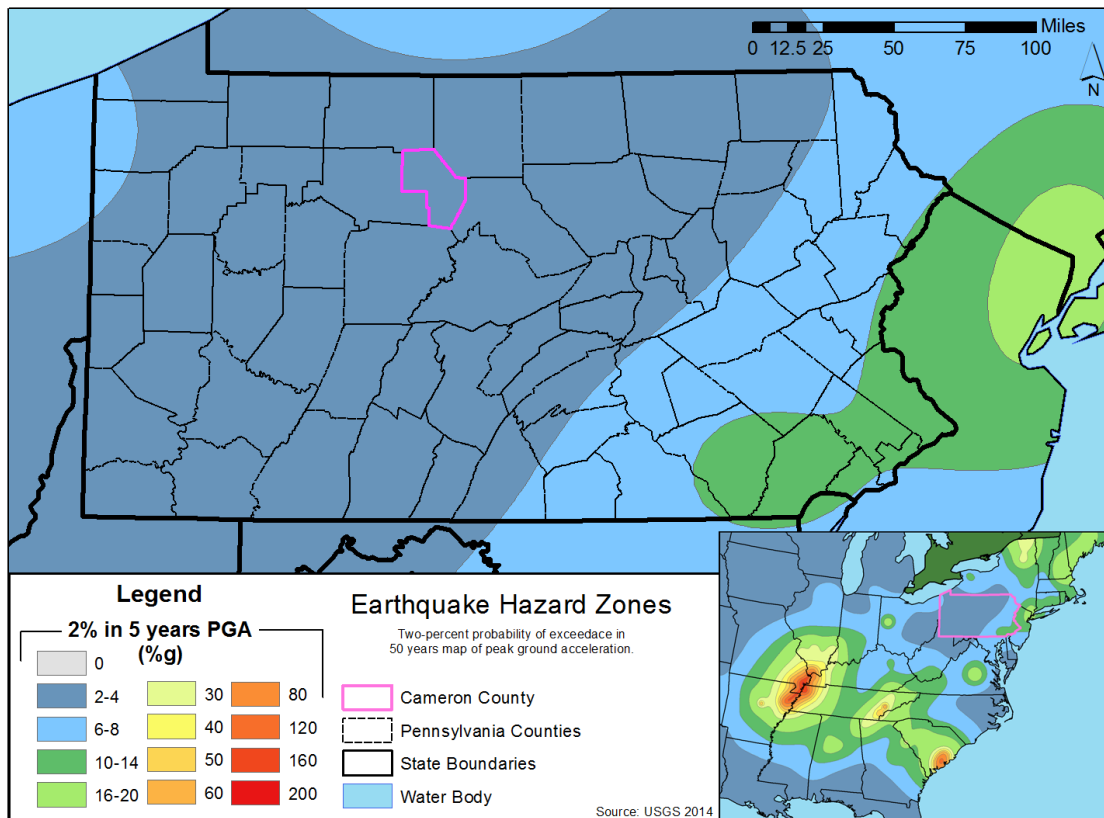 Miles
0 12.5 25 50 75 100
N
Legend
2% in 5 years PGA
(%g)
0
2-4
6-8
10-14
16-20
30
40
50
60
80
120
160
200
Earthquake Hazard Zones
Two-percent probability of exceedace in
50 years map of peak ground acceleration.
Cameron County
Pennsylvania Counties
State Boundaries
Water Body
Source: USGS 2014